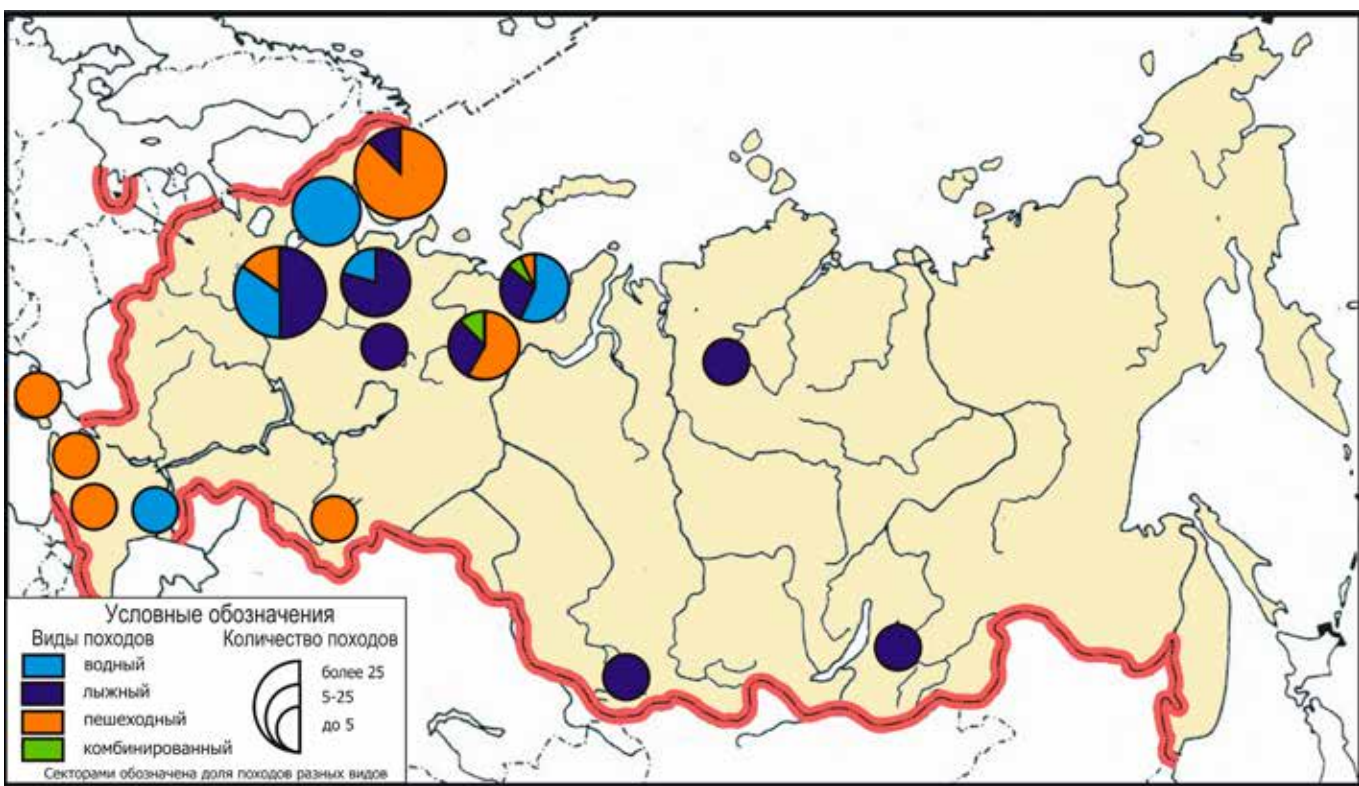 Условные обозначения
Виды походов
водный
лыжный
пешеходный
комбинированный
Количество походов
более 25
5-25
до 5
Секторами обозначена доля походов разных видов